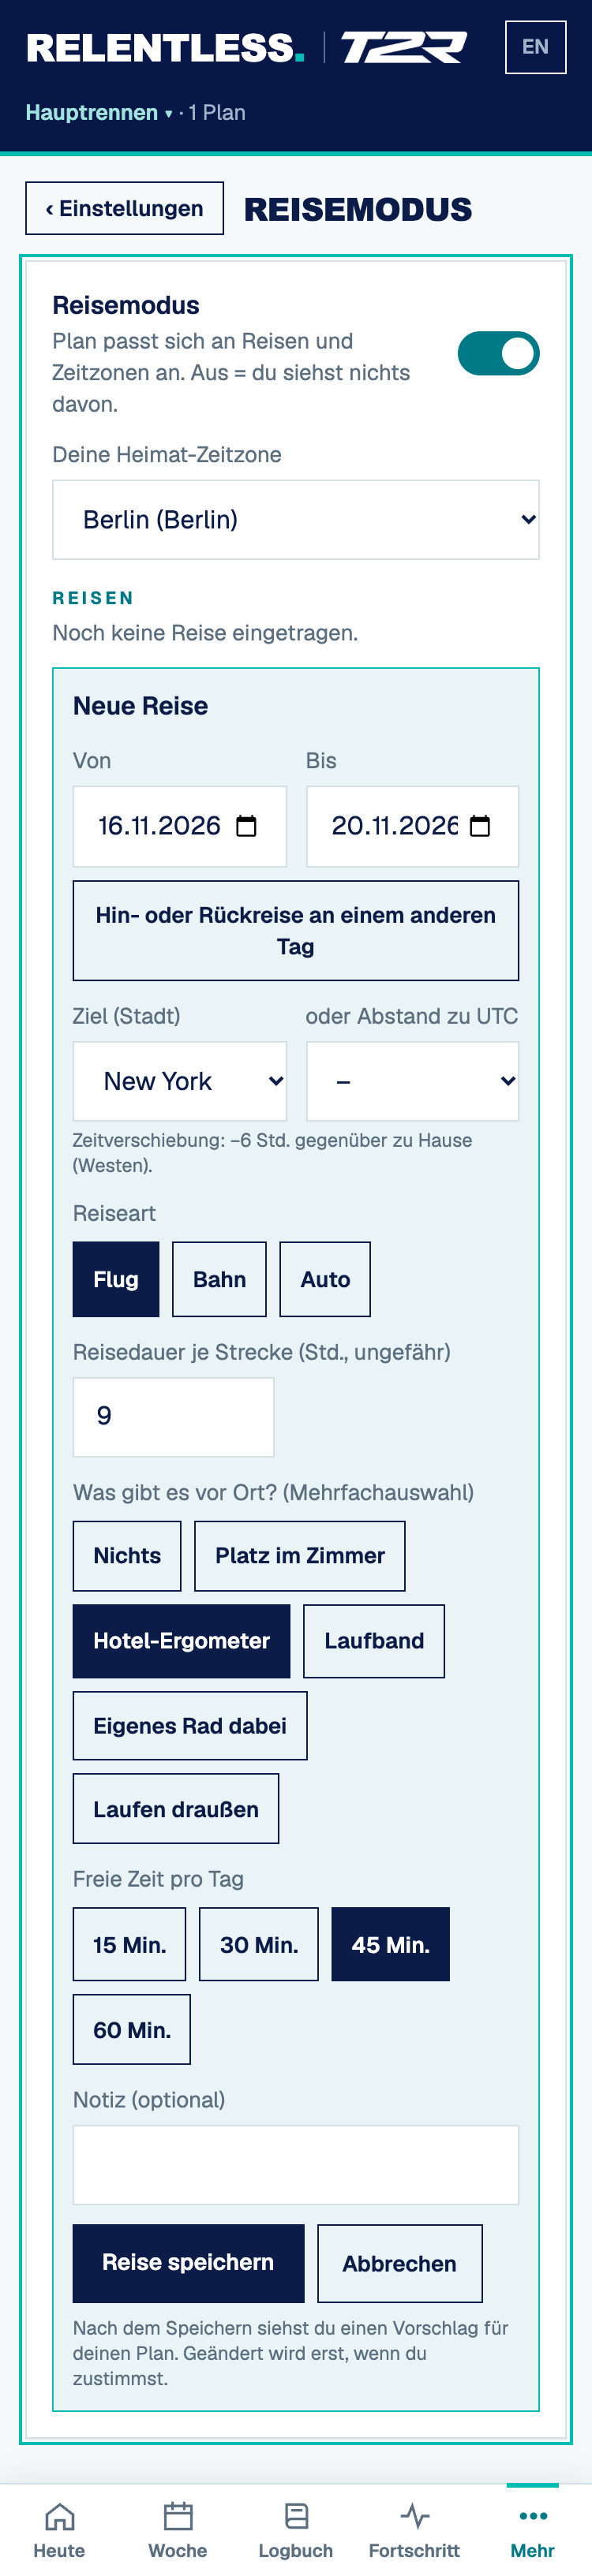 RELENTLESS. | T2R EN
Hauptrennen ▾ · 1 Plan
‹ Einstellungen REISEMODUS
Reisemodus
Plan passt sich an Reisen und
Zeitzonen an. Aus = du siehst nichts
davon.
Deine Heimat-Zeitzone
Berlin (Berlin)
REISEN
Noch keine Reise eingetragen.
Neue Reise
Von Bis
16.11.2026 20.11.2026
Hin- oder Rückreise an einem anderen
Tag
Ziel (Stadt) oder Abstand zu UTC
New York –
Zeitverschiebung: −6 Std. gegenüber zu Hause
(Westen).
Reiseart
Flug Bahn Auto
Reisedauer je Strecke (Std., ungefähr)
9
Was gibt es vor Ort? (Mehrfachauswahl)
Nichts Platz im Zimmer
Hotel-Ergometer Laufband
Eigenes Rad dabei
Laufen draußen
Freie Zeit pro Tag
15 Min. 30 Min. 45 Min.
60 Min.
Notiz (optional)
Reise speichern Abbrechen
Nach dem Speichern siehst du einen Vorschlag für
deinen Plan. Geändert wird erst, wenn du
zustimmst.
Heute Woche Logbuch Fortschritt Mehr